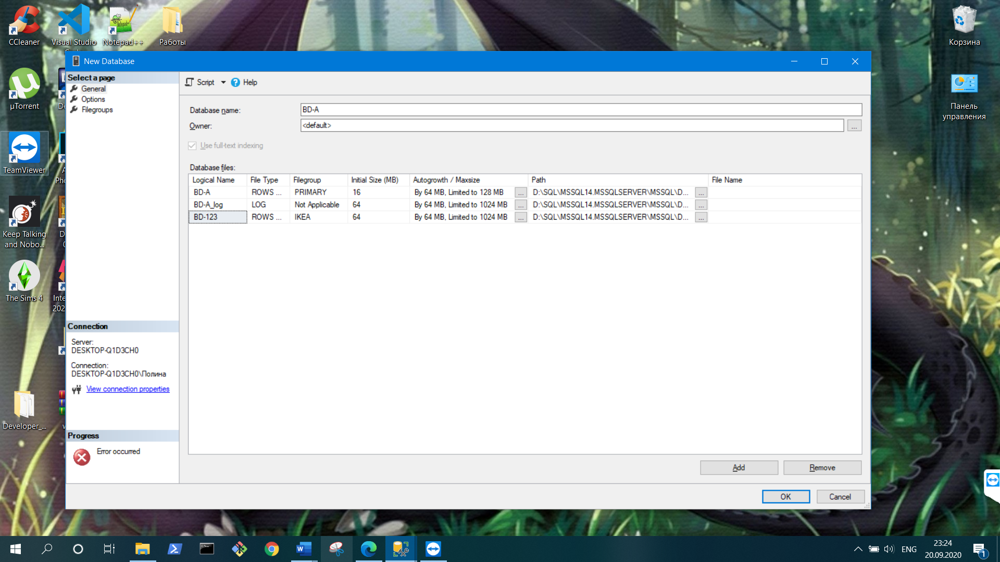 CCleaner
Visual Studio
Notepad++
Работы
Корзина
µTorrent
Панель
управления
TeamViewer
Keep Talking
and Nobo...
The Sims 4
Inte
202
Developer_...
New Database
Select a page
General
Options
Filegroups
Script
Help
Database name:
BD-A
Owner:
<default>
...
Use full-text indexing
Database files:
Logical Name File Type Filegroup Initial Size (MB) Autogrowth / Maxsize Path File Name
BD-A ROWS ... PRIMARY 16 By 64 MB, Limited to 128 MB ... D:\SQL\MSSQL14.MSSQLSERVER\MSSQL\D... ...
BD-A_log LOG Not Applicable 64 By 64 MB, Limited to 1024 MB ... D:\SQL\MSSQL14.MSSQLSERVER\MSSQL\D... ...
BD-123 ROWS ... IKEA 64 By 64 MB, Limited to 1024 MB ... D:\SQL\MSSQL14.MSSQLSERVER\MSSQL\D... ...
Connection
Server:
DESKTOP-Q1D3CH0
Connection:
DESKTOP-Q1D3CH0\Полина
View connection properties
Progress
Error occurred
Add
Remove
OK
Cancel
ENG
23:24
20.09.2020
1